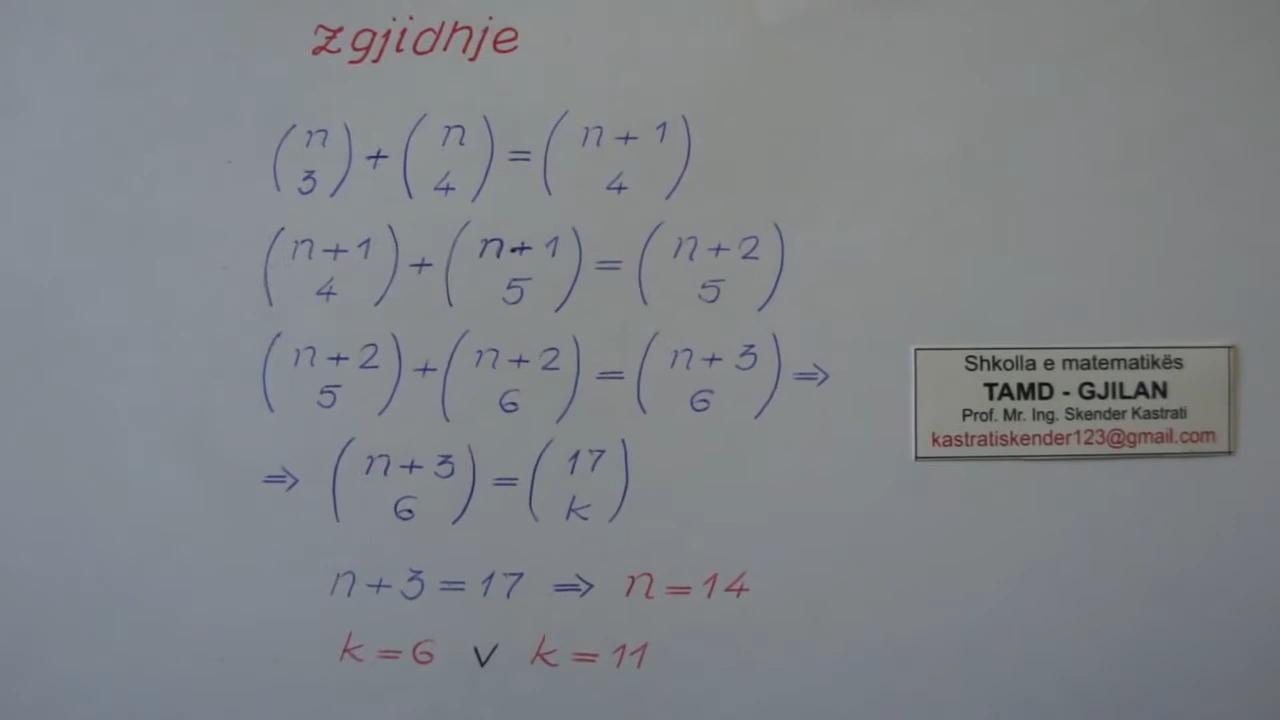 Zgjidhje
(n 3) + (n 4) = (n + 1 4)
(n + 1 4) + (n + 1 5) = (n + 2 5)
(n + 2 5) + (n + 2 6) = (n + 3 6) ⇒
⇒ (n + 3 6) = (17 k)
n + 3 = 17 ⇒ n = 14
k = 6 ∨ k = 11
Shkolla e matematikës
TAMD - GJILAN
Prof. Mr. Ing. Skender Kastrati
kastratiskender123@gmail.com